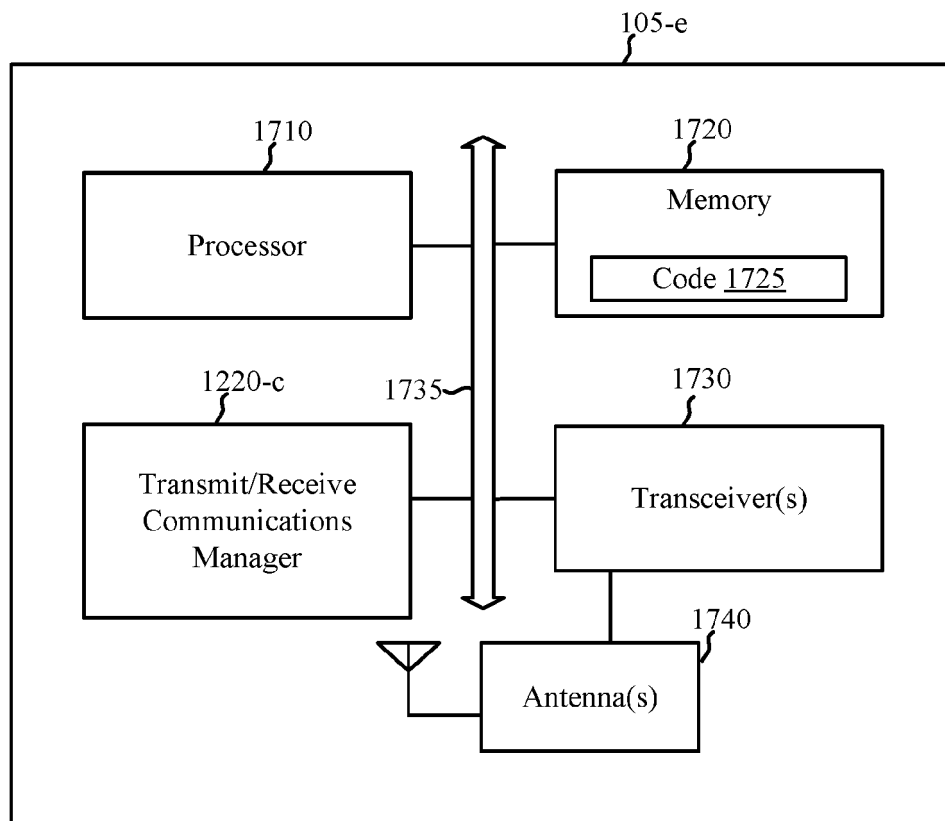 105-e
1710
1720
Processor
Memory
Code 1725
1220-c
1735
1730
Transmit/Receive
Communications
Manager
Transceiver(s)
1740
Antenna(s)